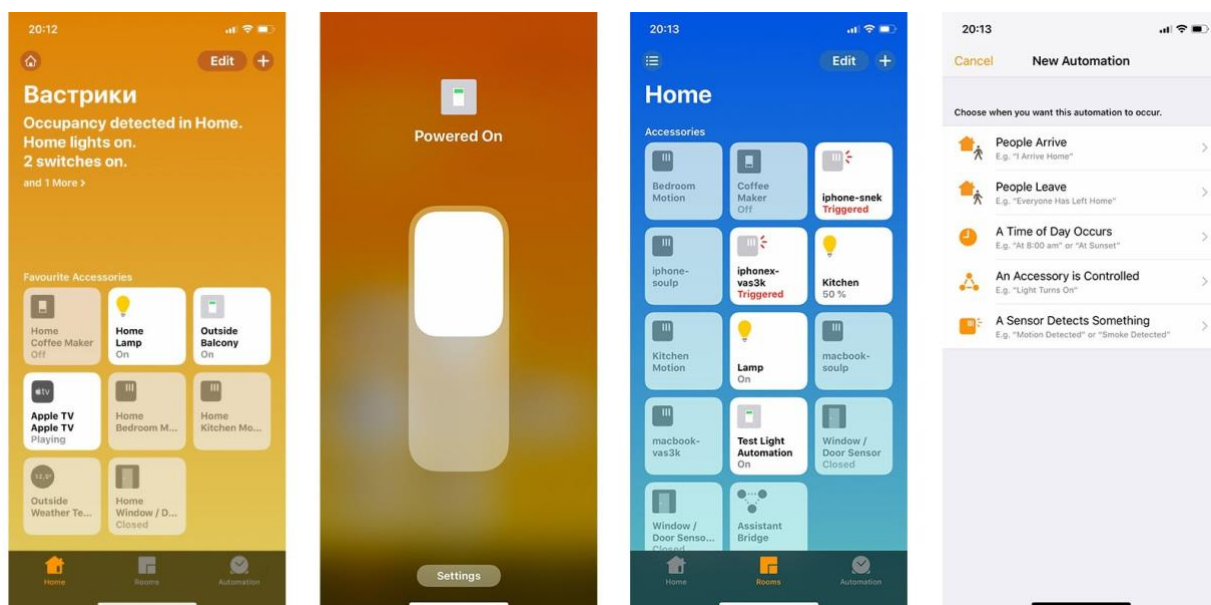 20:12
Edit
Вастрики
Occupancy detected in Home.
Home lights on.
2 switches on.
and 1 More >
Favourite Accessories
Home
Coffee Maker
Off
Home
Lamp
On
Outside
Balcony
On
tv
Apple TV
Apple TV
Playing
Home
Bedroom M...
Home
Kitchen Mo...
Outside
Weather Te...
Home
Window / D...
Closed
Home
Rooms
Automation
Powered On
Settings
20:13
Edit
Home
Accessories
Bedroom
Motion
Coffee
Maker
Off
iphone-snek
Triggered
iphone-
soulp
iphonex-
vas3k
Triggered
Kitchen
50 %
Kitchen
Motion
Lamp
On
macbook-
soulp
macbook-
vas3k
Test Light
Automation
On
Window /
Door Sensor
Closed
Window /
Door Senso...
Closed
Assistant
Bridge
Home
Rooms
Automation
20:13
Cancel
New Automation
Choose when you want this automation to occur.
People Arrive
E.g. "I Arrive Home"
People Leave
E.g. "Everyone Has Left Home"
A Time of Day Occurs
E.g. "At 8:00 am" or "At Sunset"
An Accessory is Controlled
E.g. "Light Turns On"
A Sensor Detects Something
E.g. "Motion Detected" or "Smoke Detected"